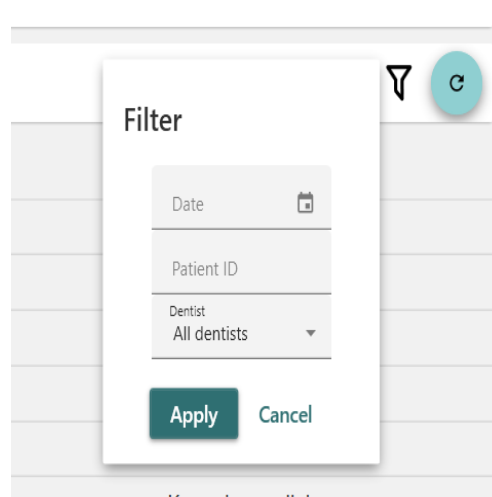 Filter
Date
Patient ID
Dentist
All dentists
Apply Cancel